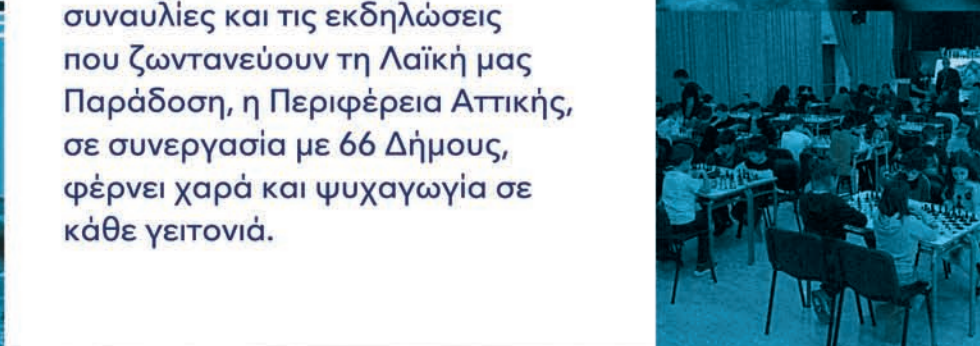 συναυλίες και τις εκδηλώσεις
που ζωντανεύουν τη Λαϊκή μας
Παράδοση, η Περιφέρεια Αττικής,
σε συνεργασία με 66 Δήμους,
φέρνει χαρά και ψυχαγωγία σε
κάθε γειτονιά.